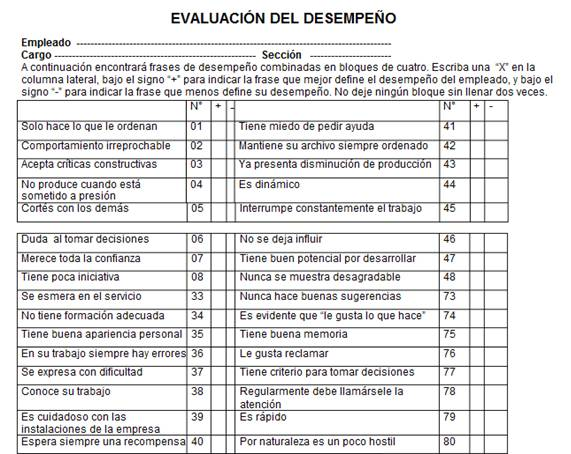 EVALUACIÓN DEL DESEMPEÑO
Empleado ------------------------------------------------------------------------------------------
Cargo ---------------------------------------------------------- Sección -----------------------
A continuación encontrará frases de desempeño combinadas en bloques de cuatro. Escriba una "X" en la
columna lateral, bajo el signo "+" para indicar la frase que mejor define el desempeño del empleado, y bajo el
signo "-" para indicar la frase que menos define su desempeño. No deje ningún bloque sin llenar dos veces.
N° + - N° + -
Solo hace lo que le ordenan 01 Tiene miedo de pedir ayuda 41
Comportamiento irreprochable 02 Mantiene su archivo siempre ordenado 42
Acepta críticas constructivas 03 Ya presenta disminución de producción 43
No produce cuando está 04 Es dinámico 44
sometido a presión
Cortés con los demás 05 Interrumpe constantemente el trabajo 45
Duda al tomar decisiones 06 No se deja influir 46
Merece toda la confianza 07 Tiene buen potencial por desarrollar 47
Tiene poca iniciativa 08 Nunca se muestra desagradable 48
Se esmera en el servicio 33 Nunca hace buenas sugerencias 73
No tiene formación adecuada 34 Es evidente que "le gusta lo que hace" 74
Tiene buena apariencia personal 35 Tiene buena memoria 75
En su trabajo siempre hay errores 36 Le gusta reclamar 76
Se expresa con dificultad 37 Tiene criterio para tomar decisiones 77
Conoce su trabajo 38 Regularmente debe llamársele la 78
atención
Es cuidadoso con las 39 Es rápido 79
instalaciones de la empresa
Espera siempre una recompensa 40 Por naturaleza es un poco hostil 80